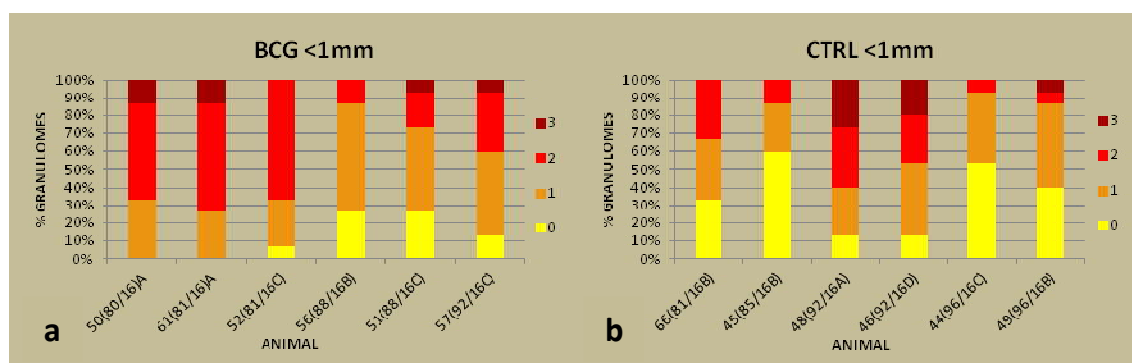 BCG <1mm
100%
90%
80%
70%
60%
50%
40%
30%
20%
10%
0%
% GRANULOMES
3
2
1
0
50(80/16)A
61(81/16)A
52(81/16C)
56(88/16B)
51(88/16C)
57(92/16C)
ANIMAL
a
CTRL <1mm
100%
90%
80%
70%
60%
50%
40%
30%
20%
10%
0%
% GRANULOMES
3
2
1
0
66(81/16B)
45(85/16B)
48(92/16A)
46(92/16D)
44(96/16C)
49(96/16B)
ANIMAL
b